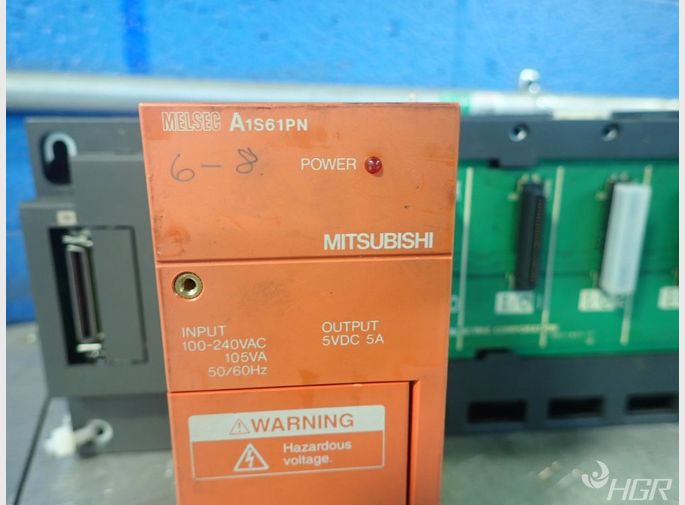 MELSEC A1S61PN
6-8
POWER
MITSUBISHI
INPUT
100-240VAC
105VA
50/60Hz
OUTPUT
5VDC 5A
WARNING
Hazardous
voltage.
HGR